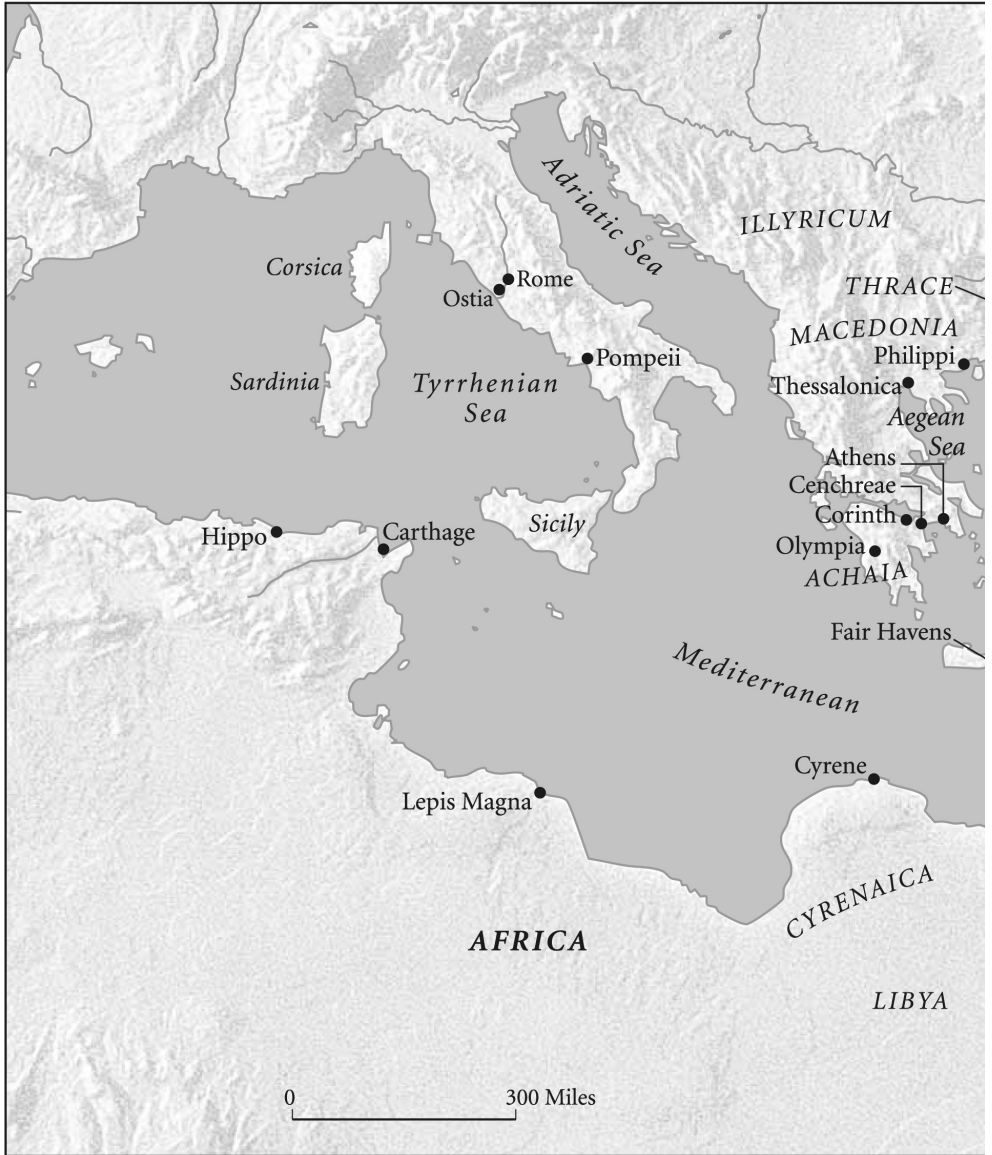 Adriatic Sea
ILLYRICUM
Corsica
Rome
Ostia
THRACE
MACEDONIA
Philippi
Pompeii
Thessalonica
Sardinia
Tyrrhenian
Sea
Aegean
Sea
Athens
Cenchreae
Corinth
Sicily
Hippo
Carthage
Olympia
ACHAIA
Fair Havens
Mediterranean
Cyrene
Lepis Magna
CYRENAICA
AFRICA
LIBYA
0 300 Miles